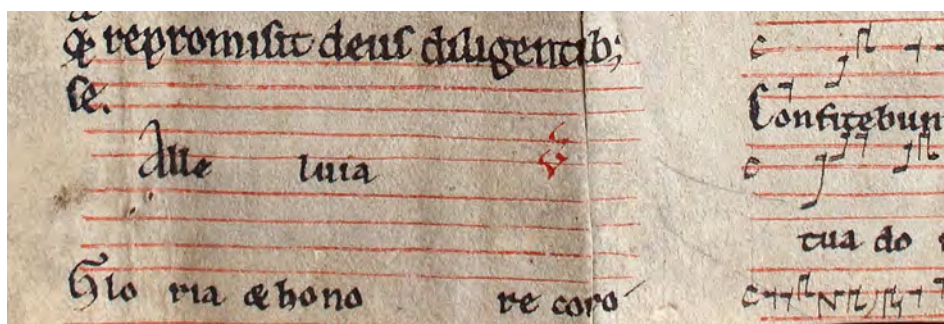 ꝙ repromisit deus diligentib;
se.
Alle luia ℣
Glo ria & hono re coro
Confitebun
tua do